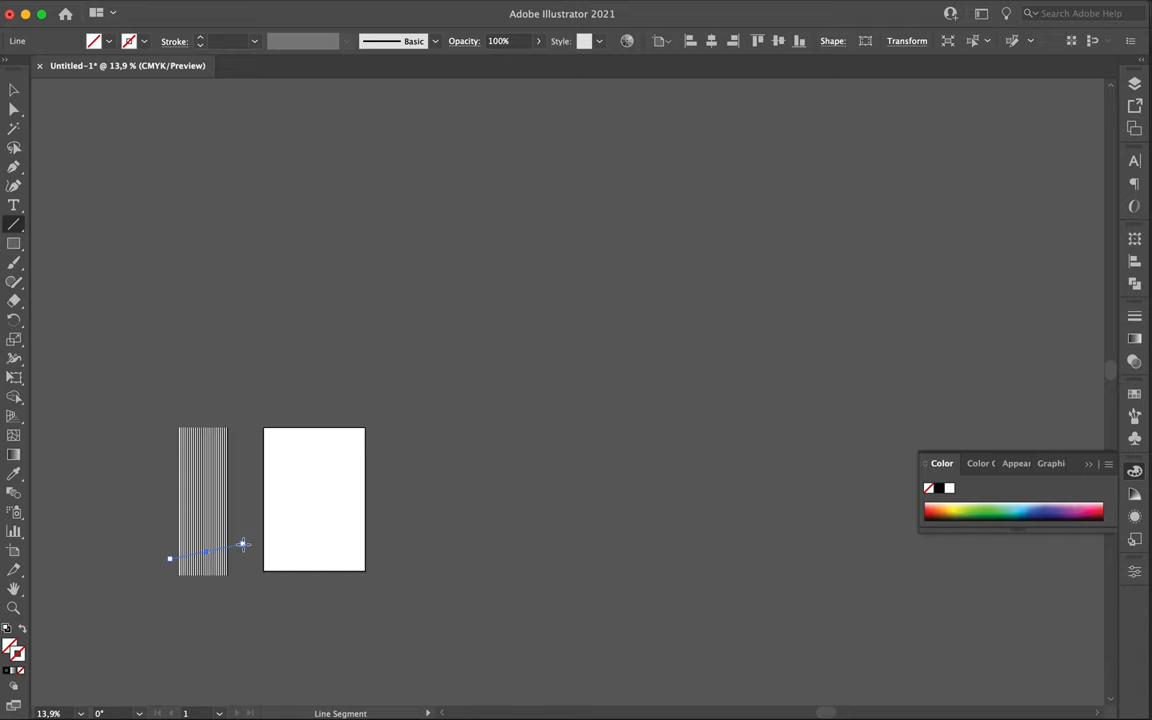 Adobe Illustrator 2021
Search Adobe Help
Line
Stroke:
Basic
Opacity:
100%
Style:
Shape:
Transform
Untitled-1* @ 13,9 % (CMYK/Preview)
Color
Color C
Appear
Graphi
13,9%
0°
1
Line Segment